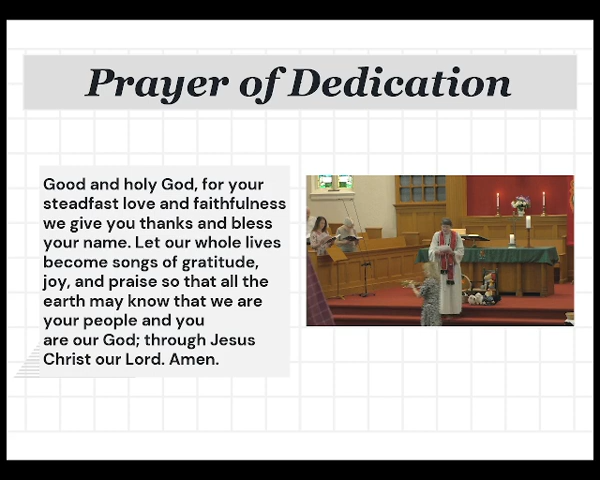 Prayer of Dedication
Good and holy God, for your
steadfast love and faithfulness
we give you thanks and bless
your name. Let our whole lives
become songs of gratitude,
joy, and praise so that all the
earth may know that we are
your people and you
are our God; through Jesus
Christ our Lord. Amen.